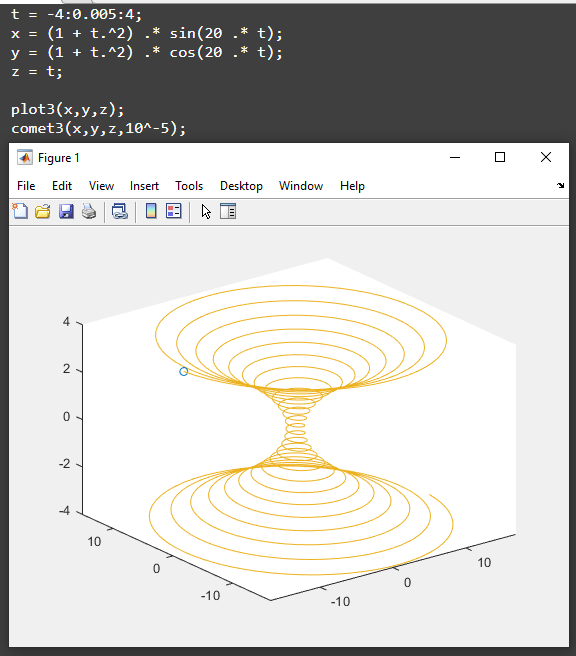 t = -4:0.005:4;
x = (1 + t.^2) .* sin(20 .* t);
y = (1 + t.^2) .* cos(20 .* t);
z = t;
plot3(x,y,z);
comet3(x,y,z,10^-5);
Figure 1
File Edit View Insert Tools Desktop Window Help
4
2
0
-2
-4
10
0
-10
-10
0
10